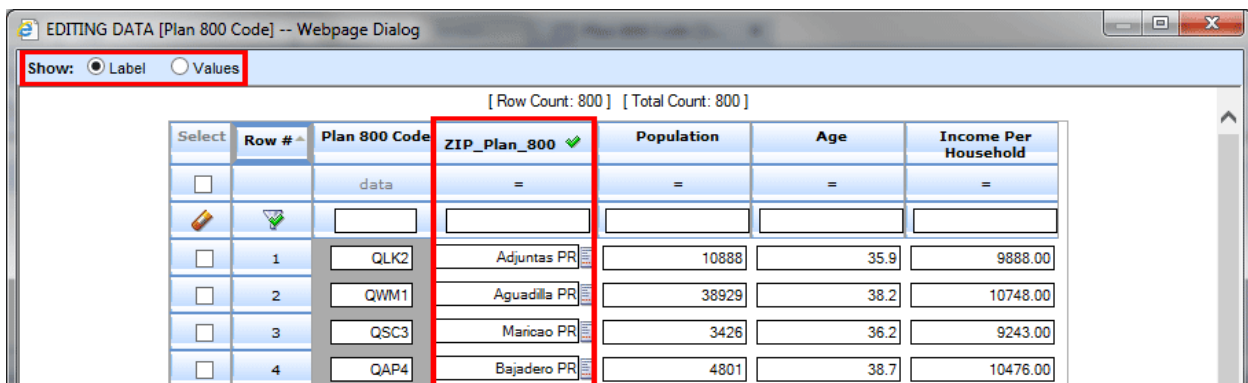 EDITING DATA [Plan 800 Code] -- Webpage Dialog
Show: Label Values
[ Row Count: 800 ] [ Total Count: 800 ]
Select Row # Plan 800 Code ZIP_Plan_800 Population Age Income Per Household
data = = = =
1 QLK2 Adjuntas PR 10888 35.9 9888.00
2 QWM1 Aguadilla PR 38929 38.2 10748.00
3 QSC3 Maricao PR 3426 36.2 9243.00
4 QAP4 Bajadero PR 4801 38.7 10476.00